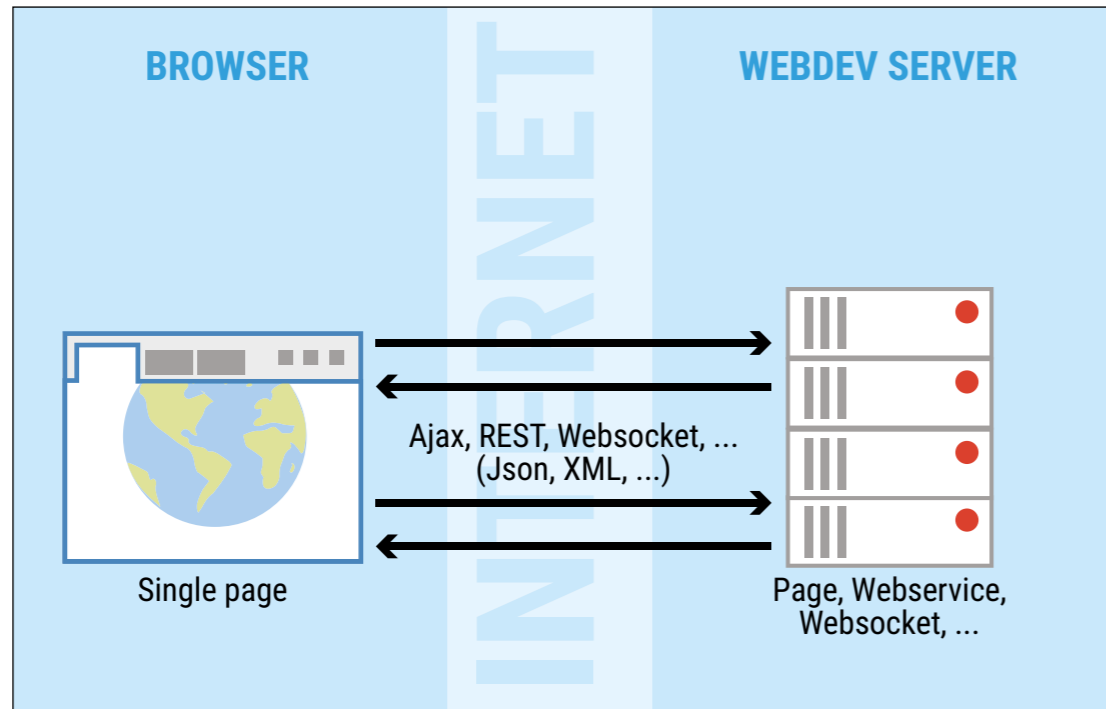 BROWSER
INTERNET
WEBDEV SERVER
Ajax, REST, Websocket, ...
(Json, XML, ...)
Single page
Page, Webservice,
Websocket, ...